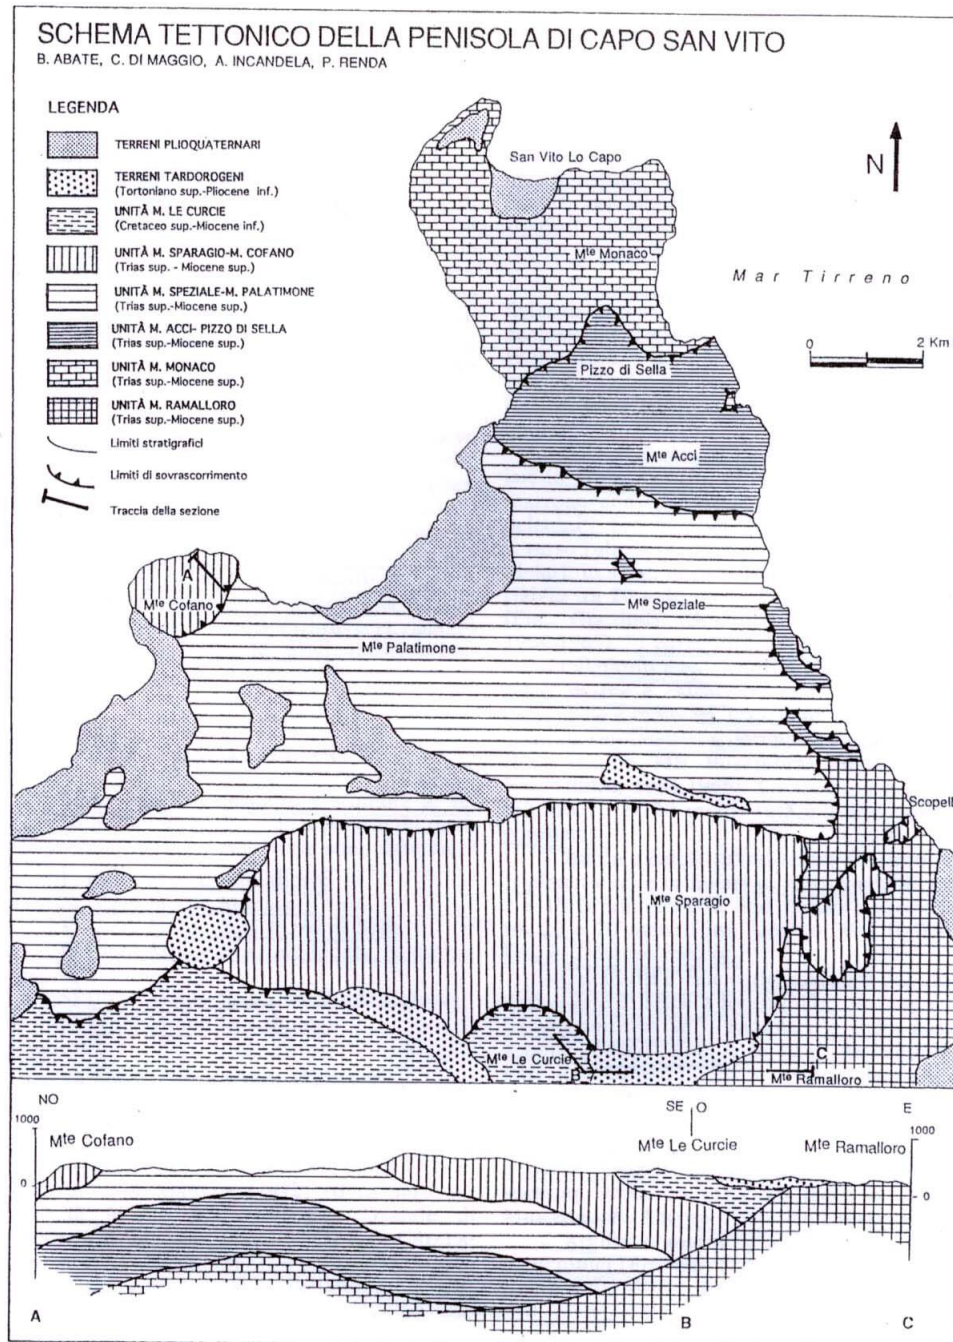 SCHEMA TETTONICO DELLA PENISOLA DI CAPO SAN VITO
B. ABATE, C. DI MAGGIO, A. INCANDELA, P. RENDA
LEGENDA
TERRENI PLIOQUATERNARI
TERRENI TARDOROGENI
(Tortoniano sup.-Pliocene inf.)
UNITÀ M. LE CURCIE
(Cretaceo sup.-Miocene inf.)
UNITÀ M. SPARAGIO-M. COFANO
(Trias sup. - Miocene sup.)
UNITÀ M. SPEZIALE-M. PALATIMONE
(Trias sup.-Miocene sup.)
UNITÀ M. ACCI- PIZZO DI SELLA
(Trias sup.-Miocene sup.)
UNITÀ M. MONACO
(Trias sup.-Miocene sup.)
UNITÀ M. RAMALLORO
(Trias sup.-Miocene sup.)
Limiti stratigrafici
Limiti di sovrascorrimento
Traccia della sezione
San Vito Lo Capo
N
Mte Monaco
Mar Tirreno
0 2 Km
Pizzo di Sella
Mte Acci
A
Mte Cofano
Mte Speziale
Mte Palatimone
Scopell
Mte Sparagio
Mte Le Curcie
B
C
Mte Ramalloro
NO
SE O
E
1000
1000
Mte Cofano
Mte Le Curcie
Mte Ramalloro
0
0
A
B
C